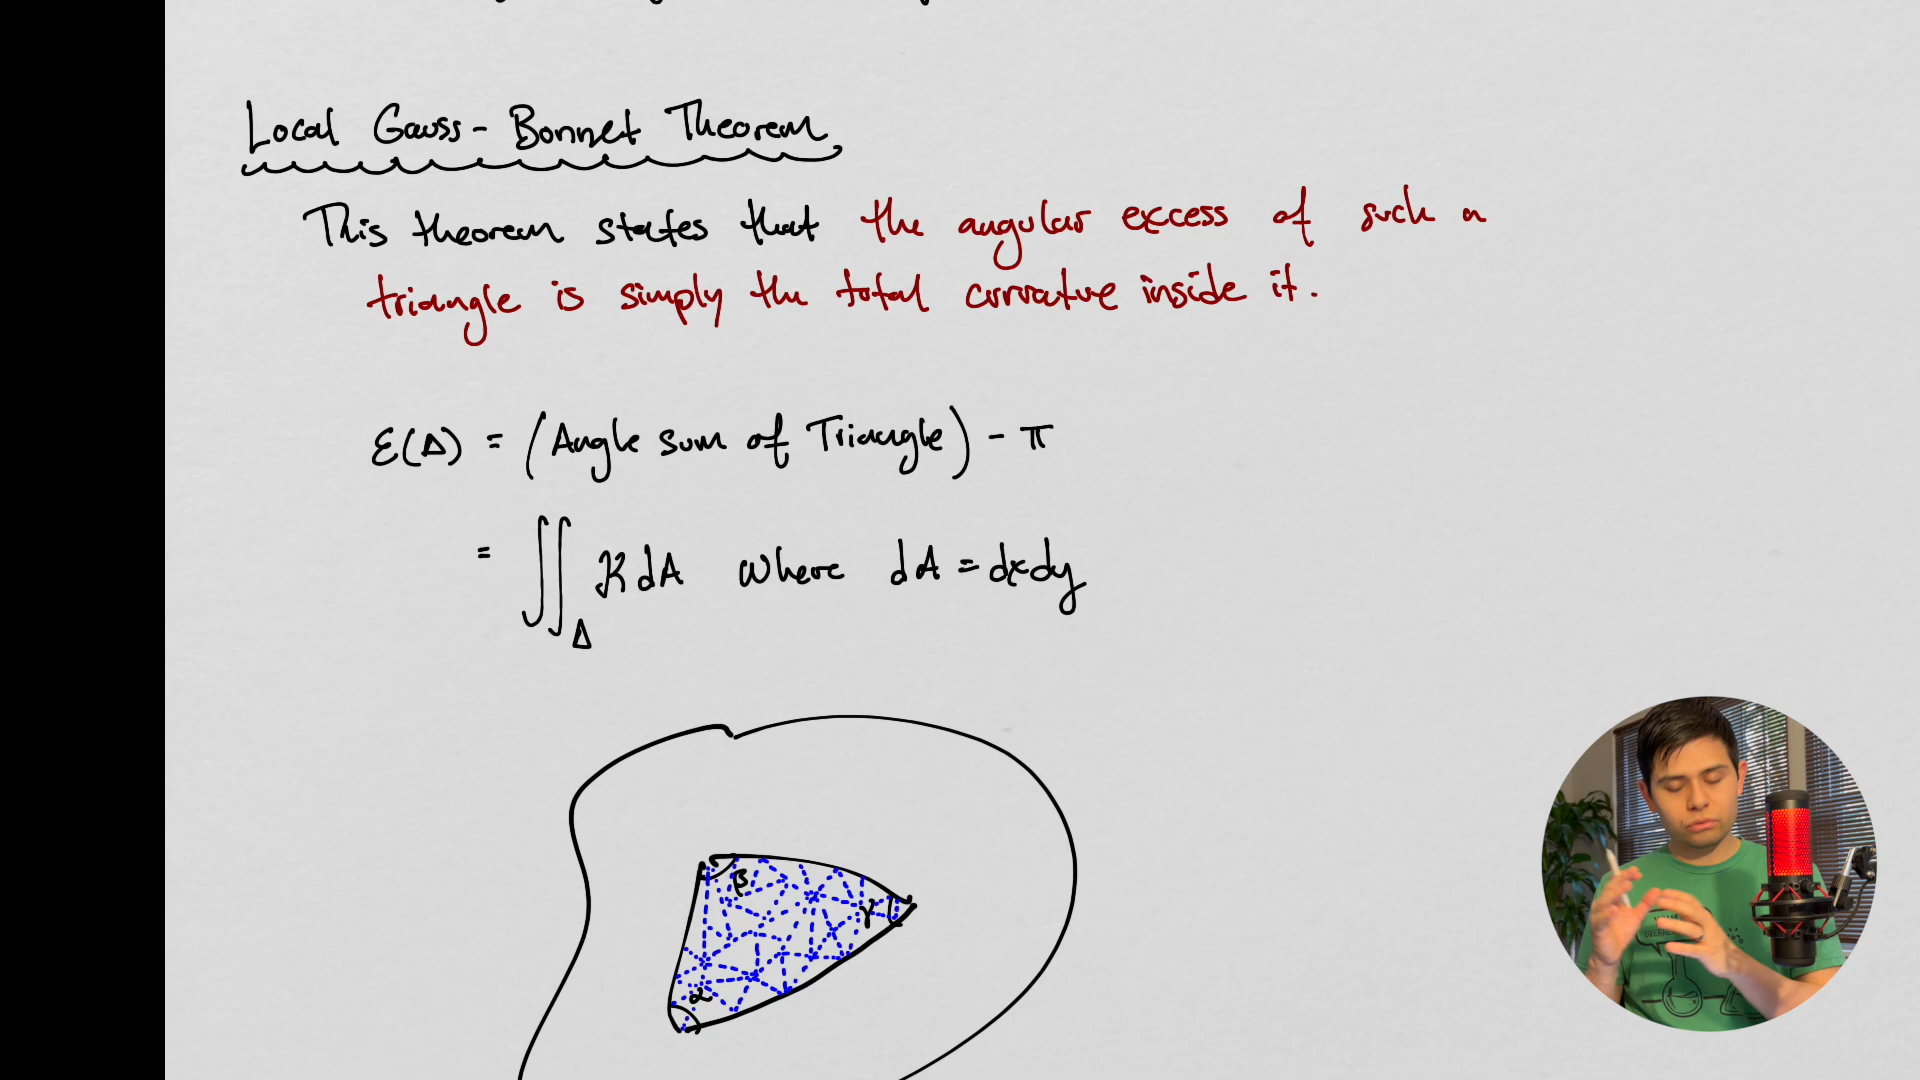 Local Gauss-Bonnet Theorem
This theorem states that the angular excess of such a
triangle is simply the total curvature inside it.
ε(Δ) = (Angle sum of Triangle) - π
= ∬_Δ K dA where dA = dxdy
β
γ
α